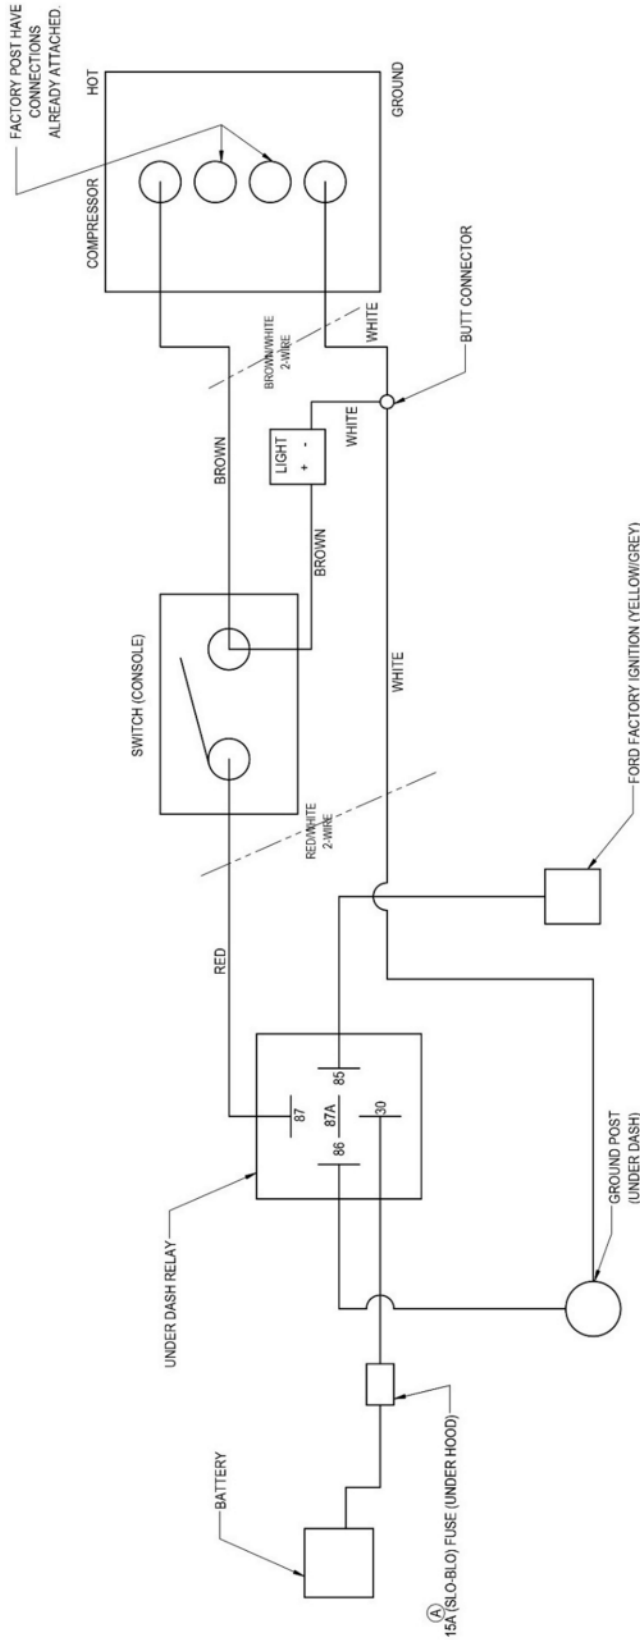 BATTERY
Ⓐ
15A (SLO-BLO) FUSE (UNDER HOOD)
UNDER DASH RELAY
87
86
87A
85
30
GROUND POST
(UNDER DASH)
RED
RED/WHITE
2-WIRE
FORD FACTORY IGNITION (YELLOW/GREY)
SWITCH (CONSOLE)
WHITE
BROWN
BROWN
LIGHT
+ -
WHITE
BROWN/WHITE
2-WIRE
WHITE
BUTT CONNECTOR
COMPRESSOR
HOT
GROUND
FACTORY POST HAVE
CONNECTIONS
ALREADY ATTACHED.